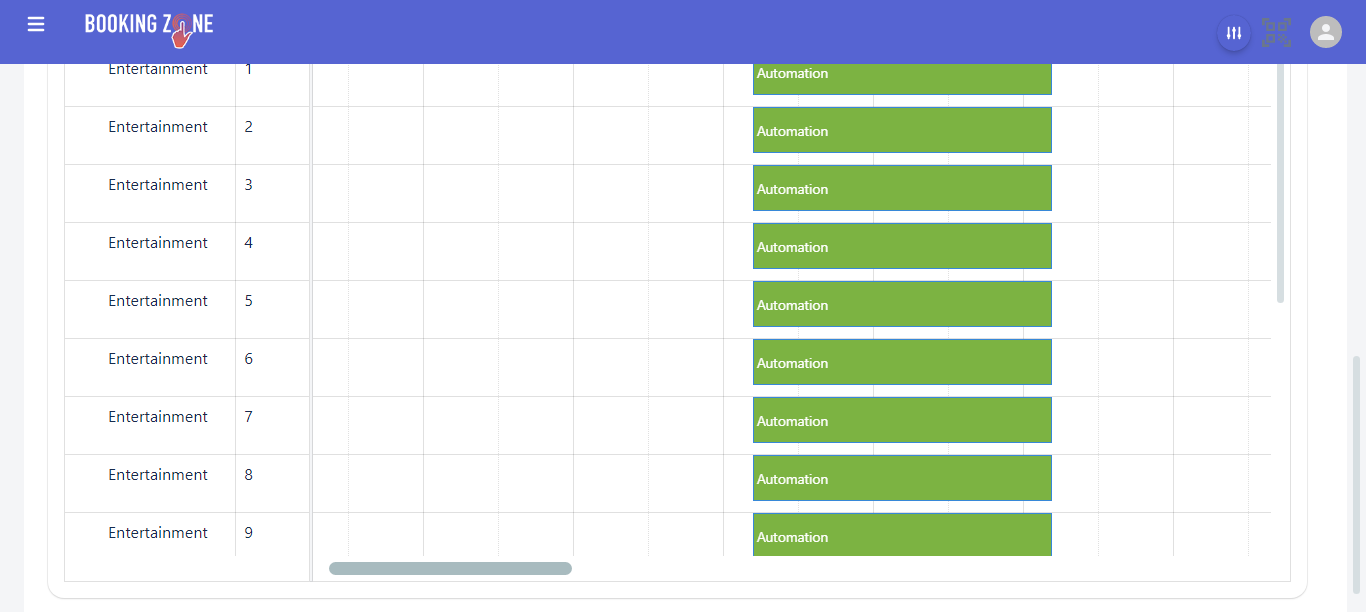 BOOKING ZONE
Entertainment 1 Automation
Entertainment 2 Automation
Entertainment 3 Automation
Entertainment 4 Automation
Entertainment 5 Automation
Entertainment 6 Automation
Entertainment 7 Automation
Entertainment 8 Automation
Entertainment 9 Automation